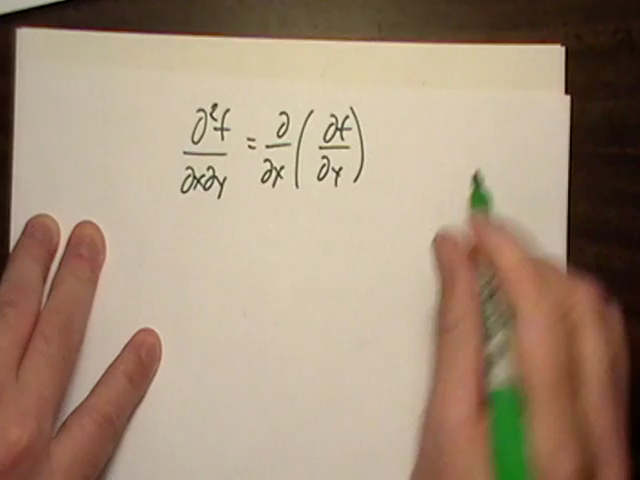 ∂²f/∂x∂y = ∂/∂x (∂f/∂y)